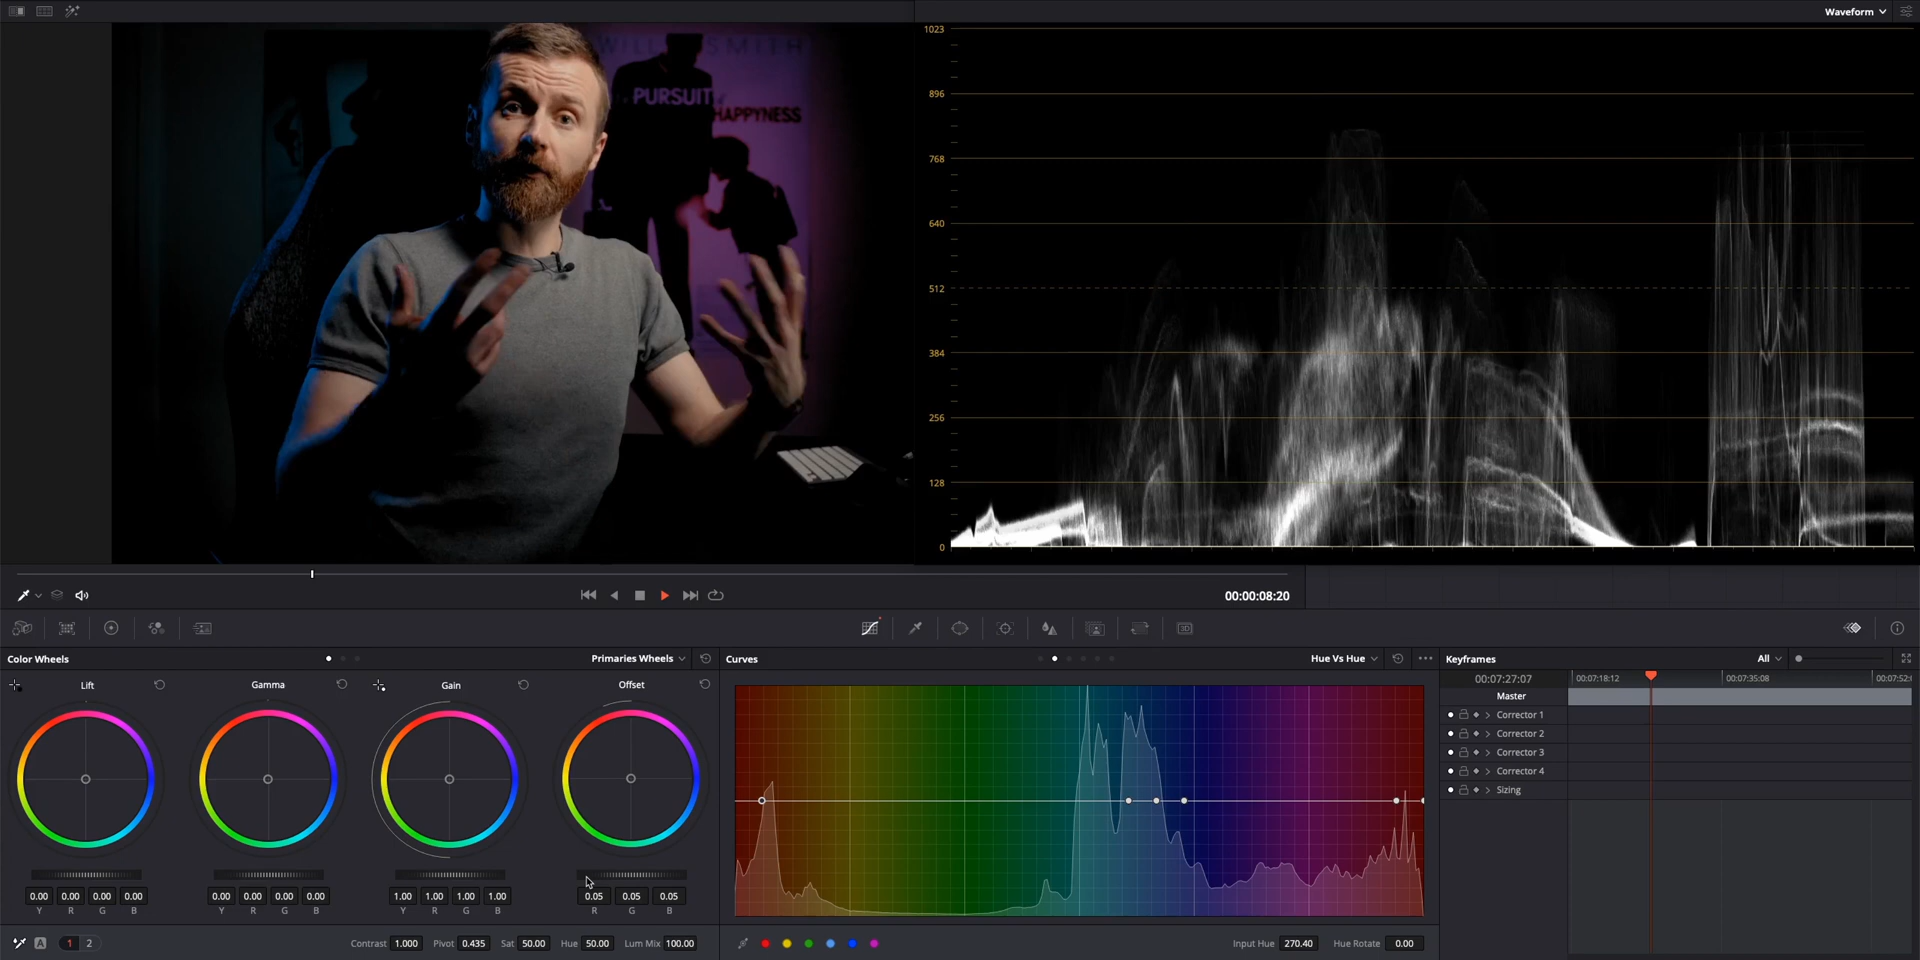 Waveform
1023
896
768
640
512
384
256
128
0
WILL SMITH
PURSUIT
HAPPYNESS
00:00:08:20
Color Wheels
Primaries Wheels
Lift
Gamma
Gain
Offset
0.00 0.00 0.00 0.00
Y R G B
0.00 0.00 0.00 0.00
Y R G B
1.00 1.00 1.00 1.00
Y R G B
0.05 0.05 0.05
R G B
A 1 2
Contrast 1.000 Pivot 0.435 Sat 50.00 Hue 50.00 Lum Mix 100.00
Curves
Hue Vs Hue
Input Hue 270.40 Hue Rotate 0.00
3D
Keyframes
All
00:07:27:07
00:07:18:12
00:07:35:08
Master
Corrector 1
Corrector 2
Corrector 3
Corrector 4
Sizing